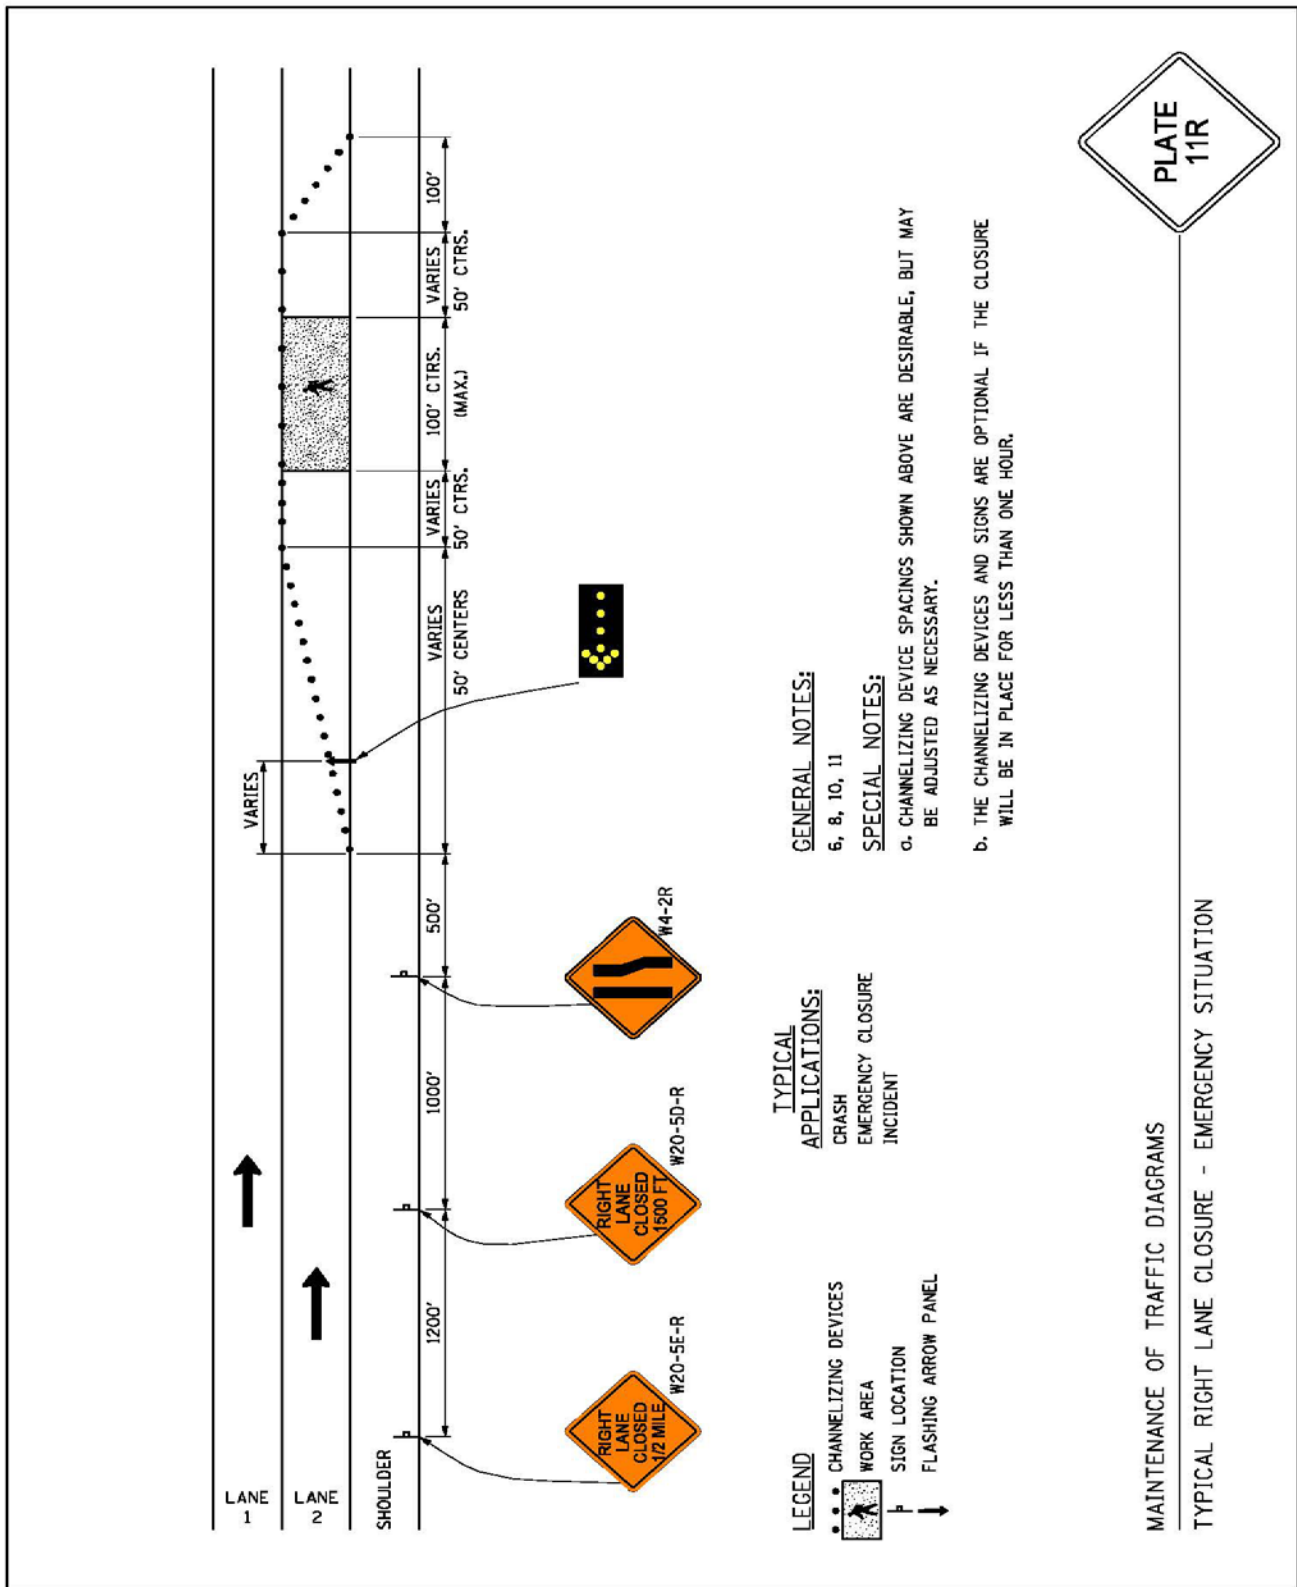 LANE
1
LANE
2
SHOULDER
VARIES
1200'
1000'
500'
VARIES
50' CENTERS
VARIES
50' CTRS.
100' CTRS.
(MAX.)
VARIES
50' CTRS.
100'
RIGHT
LANE
CLOSED
1/2 MILE
W20-5E-R
RIGHT
LANE
CLOSED
1500 FT
W20-5D-R
W4-2R
LEGEND
CHANNELIZING DEVICES
WORK AREA
SIGN LOCATION
FLASHING ARROW PANEL
TYPICAL
APPLICATIONS:
CRASH
EMERGENCY CLOSURE
INCIDENT
GENERAL NOTES:
6, 8, 10, 11
SPECIAL NOTES:
a. CHANNELIZING DEVICE SPACINGS SHOWN ABOVE ARE DESIRABLE, BUT MAY
BE ADJUSTED AS NECESSARY.
b. THE CHANNELIZING DEVICES AND SIGNS ARE OPTIONAL IF THE CLOSURE
WILL BE IN PLACE FOR LESS THAN ONE HOUR.
MAINTENANCE OF TRAFFIC DIAGRAMS
TYPICAL RIGHT LANE CLOSURE - EMERGENCY SITUATION
PLATE
11R